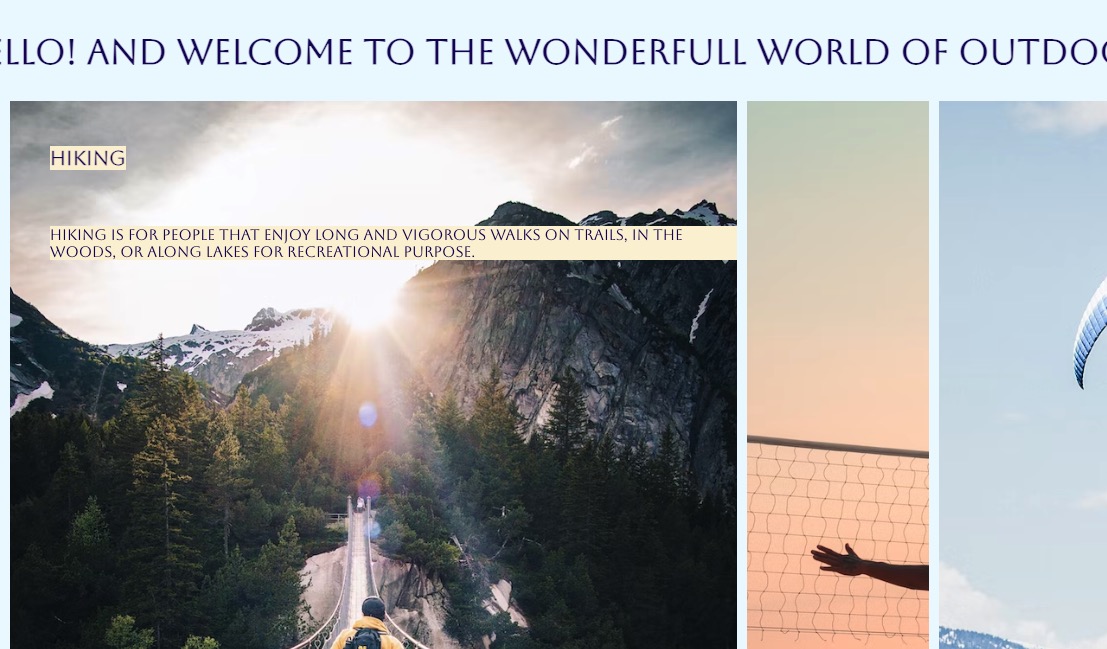 ELLO! AND WELCOME TO THE WONDERFULL WORLD OF OUTDOO
HIKING
HIKING IS FOR PEOPLE THAT ENJOY LONG AND VIGOROUS WALKS ON TRAILS, IN THE
WOODS, OR ALONG LAKES FOR RECREATIONAL PURPOSE.